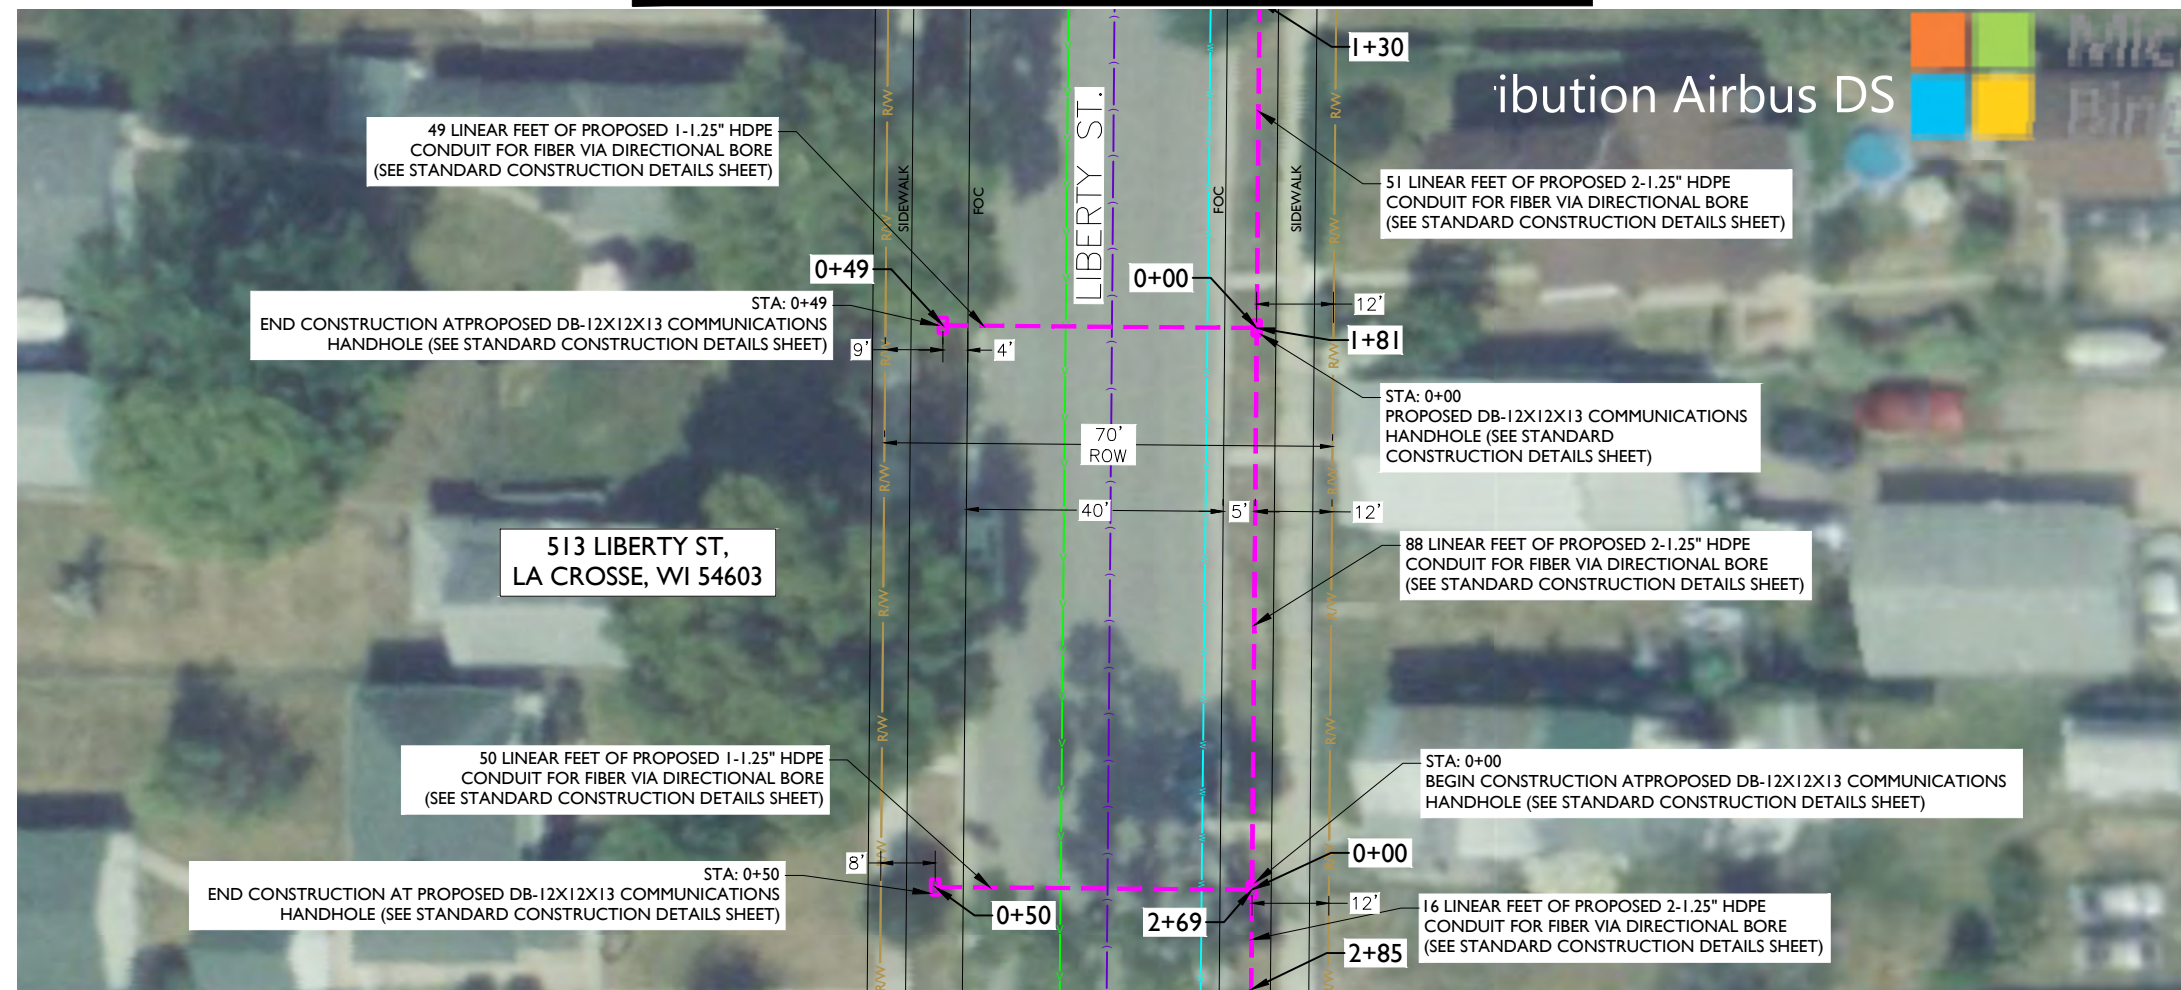 1+30
ibution Airbus DS
49 LINEAR FEET OF PROPOSED 1-1.25" HDPE
CONDUIT FOR FIBER VIA DIRECTIONAL BORE
(SEE STANDARD CONSTRUCTION DETAILS SHEET)
LIBERTY ST.
R/W
R/W
SIDEWALK
FOC
FOC
SIDEWALK
R/W
R/W
51 LINEAR FEET OF PROPOSED 2-1.25" HDPE
CONDUIT FOR FIBER VIA DIRECTIONAL BORE
(SEE STANDARD CONSTRUCTION DETAILS SHEET)
0+49
0+00
STA: 0+49
END CONSTRUCTION ATPROPOSED DB-12X12X13 COMMUNICATIONS
HANDHOLE (SEE STANDARD CONSTRUCTION DETAILS SHEET)
12'
1+81
9'
4'
R/W
R/W
STA: 0+00
PROPOSED DB-12X12X13 COMMUNICATIONS
HANDHOLE (SEE STANDARD
CONSTRUCTION DETAILS SHEET)
70'
ROW
R/W
R/W
40'
5'
12'
513 LIBERTY ST,
LA CROSSE, WI 54603
88 LINEAR FEET OF PROPOSED 2-1.25" HDPE
CONDUIT FOR FIBER VIA DIRECTIONAL BORE
(SEE STANDARD CONSTRUCTION DETAILS SHEET)
R/W
R/W
R/W
R/W
50 LINEAR FEET OF PROPOSED 1-1.25" HDPE
CONDUIT FOR FIBER VIA DIRECTIONAL BORE
(SEE STANDARD CONSTRUCTION DETAILS SHEET)
STA: 0+00
BEGIN CONSTRUCTION ATPROPOSED DB-12X12X13 COMMUNICATIONS
HANDHOLE (SEE STANDARD CONSTRUCTION DETAILS SHEET)
8'
R/W
R/W
0+00
STA: 0+50
END CONSTRUCTION AT PROPOSED DB-12X12X13 COMMUNICATIONS
HANDHOLE (SEE STANDARD CONSTRUCTION DETAILS SHEET)
0+50
2+69
12'
16 LINEAR FEET OF PROPOSED 2-1.25" HDPE
CONDUIT FOR FIBER VIA DIRECTIONAL BORE
(SEE STANDARD CONSTRUCTION DETAILS SHEET)
2+85
R/W
R/W